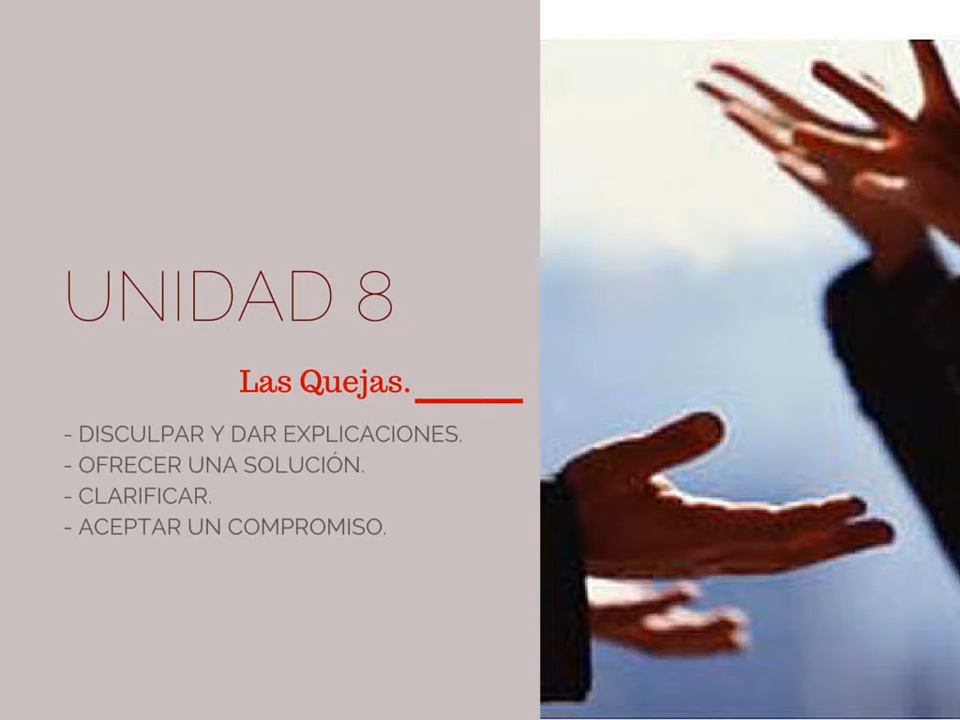 UNIDAD 8
Las Quejas.
- DISCULPAR Y DAR EXPLICACIONES.
- OFRECER UNA SOLUCIÓN.
- CLARIFICAR.
- ACEPTAR UN COMPROMISO.